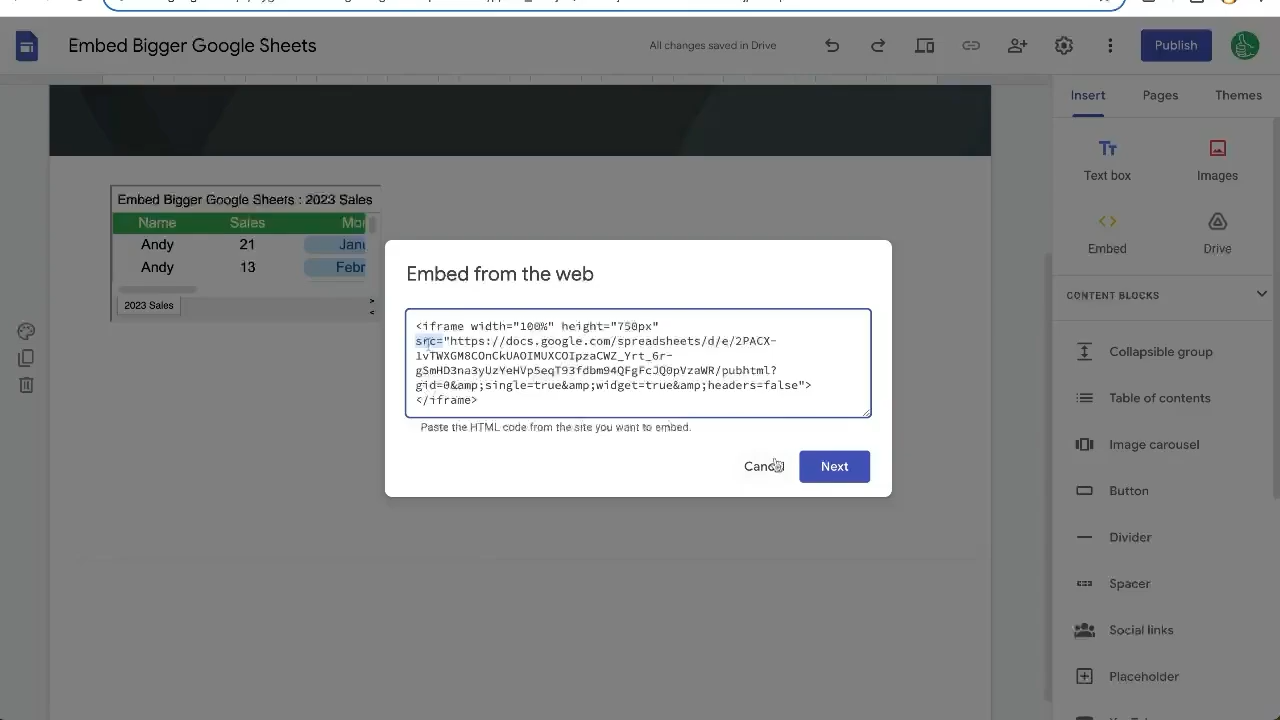 Embed Bigger Google Sheets
All changes saved in Drive
Publish
Insert
Pages
Themes
Text box
Images
Embed
Drive
CONTENT BLOCKS
Collapsible group
Table of contents
Image carousel
Button
Divider
Spacer
Social links
Placeholder
Embed Bigger Google Sheets : 2023 Sales
Name Sales Mon
Andy 21 Janu
Andy 13 Febr
2023 Sales
Embed from the web
<iframe width="100%" height="750px"
src="https://docs.google.com/spreadsheets/d/e/2PACX-
1vTWXGM8COnCkUAOIMUXCOIpzaCWZ_Yrt_6r-
gSmHD3na3yUzYeHVp5eqT93fdbm94QFgFcJQ0pVzaWR/pubhtml?
gid=0&amp;single=true&amp;widget=true&amp;headers=false">
</iframe>
Paste the HTML code from the site you want to embed.
Cancel
Next